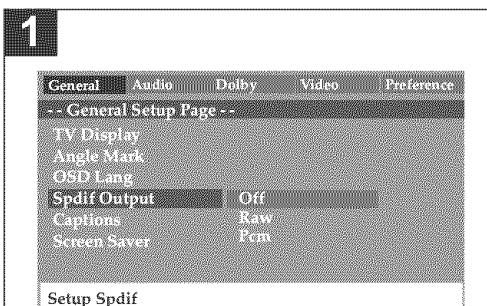 1
General Audio Dolby Video Preference
-- General Setup Page --
TV Display
Angle Mark
OSD Lang
Spdif Output Off
Captions Raw
Screen Saver Pcm
Setup Spdif